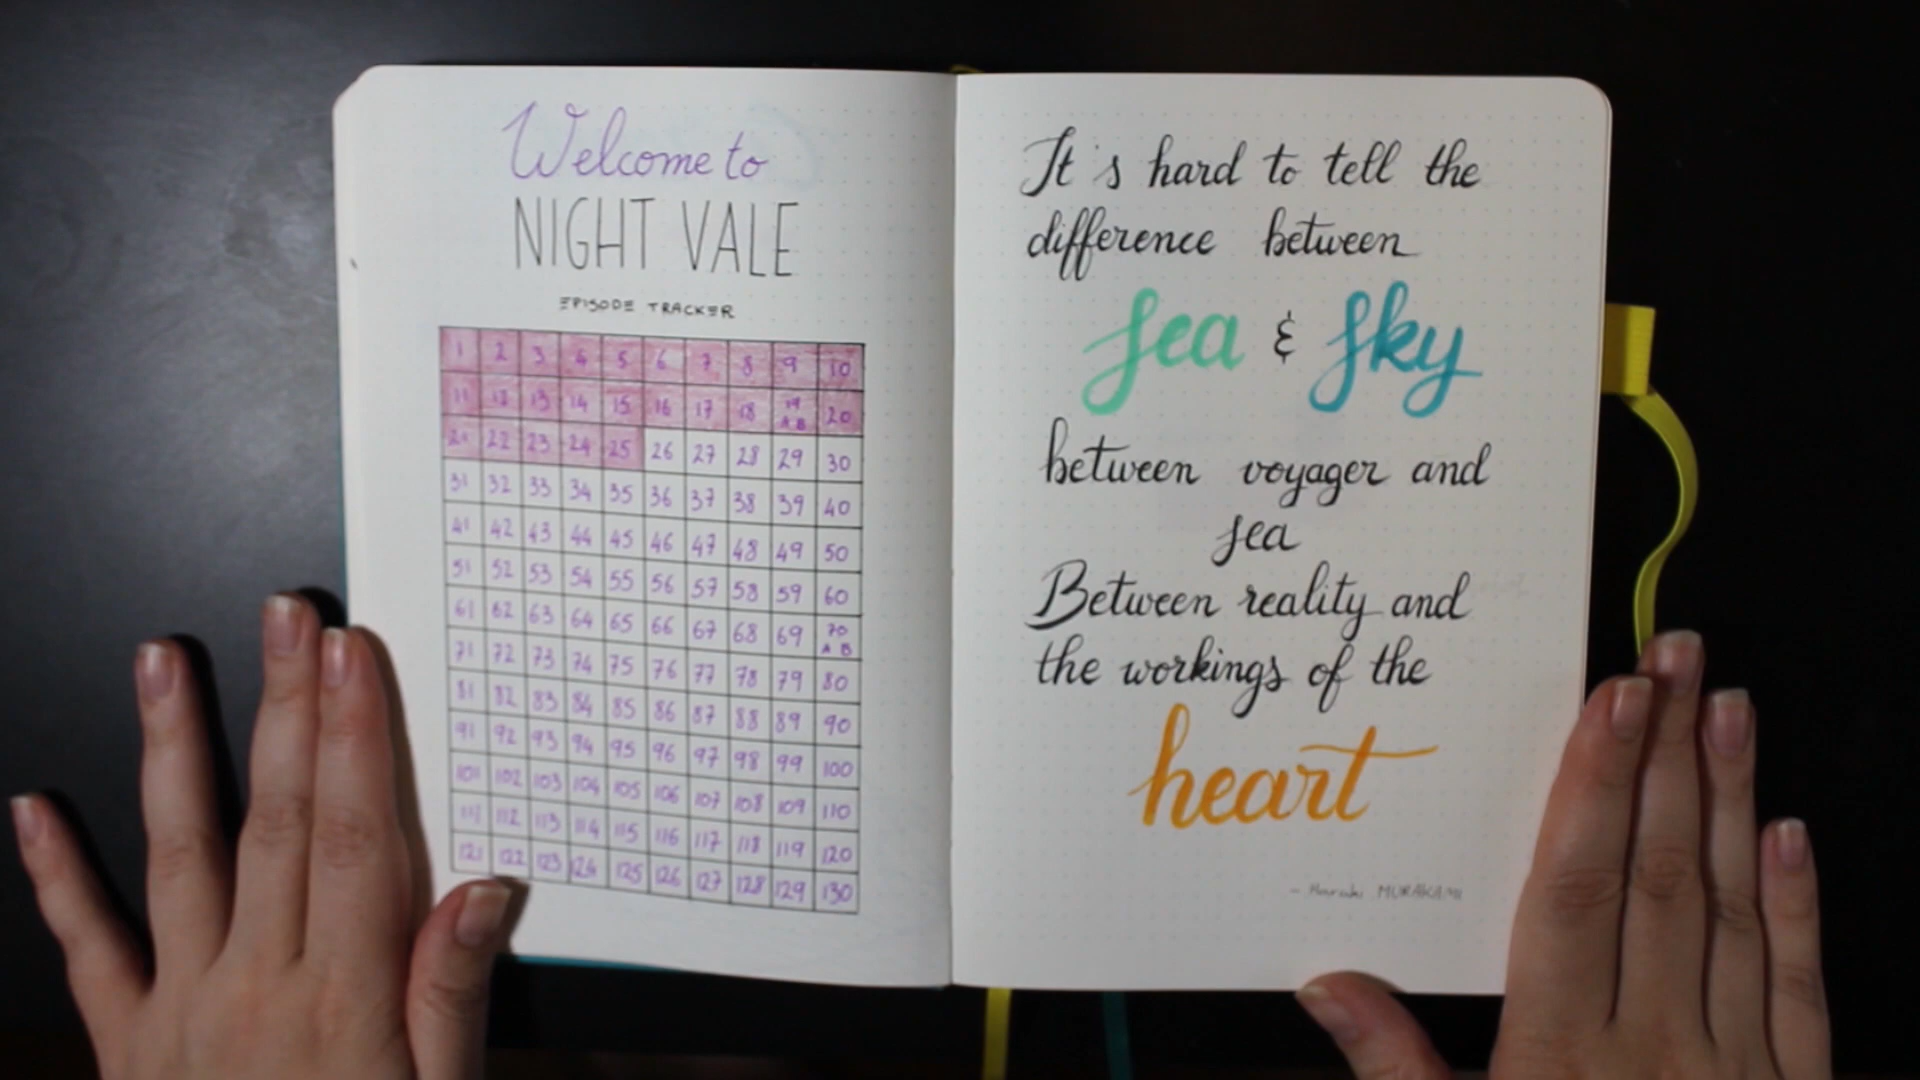 Welcome to
NIGHT VALE
EPISODE TRACKER
1 2 3 4 5 6 7 8 9 10
11 12 13 14 15 16 17 18 19 A B 20
21 22 23 24 25 26 27 28 29 30
31 32 33 34 35 36 37 38 39 40
41 42 43 44 45 46 47 48 49 50
51 52 53 54 55 56 57 58 59 60
61 62 63 64 65 66 67 68 69 70 A B
71 72 73 74 75 76 77 78 79 80
81 82 83 84 85 86 87 88 89 90
91 92 93 94 95 96 97 98 99 100
101 102 103 104 105 106 107 108 109 110
111 112 113 114 115 116 117 118 119 120
121 122 123 124 125 126 127 128 129 130
It's hard to tell the
difference between
sea & sky
between voyager and
sea
Between reality and
the workings of the
heart
- Haruki MURAKAMI